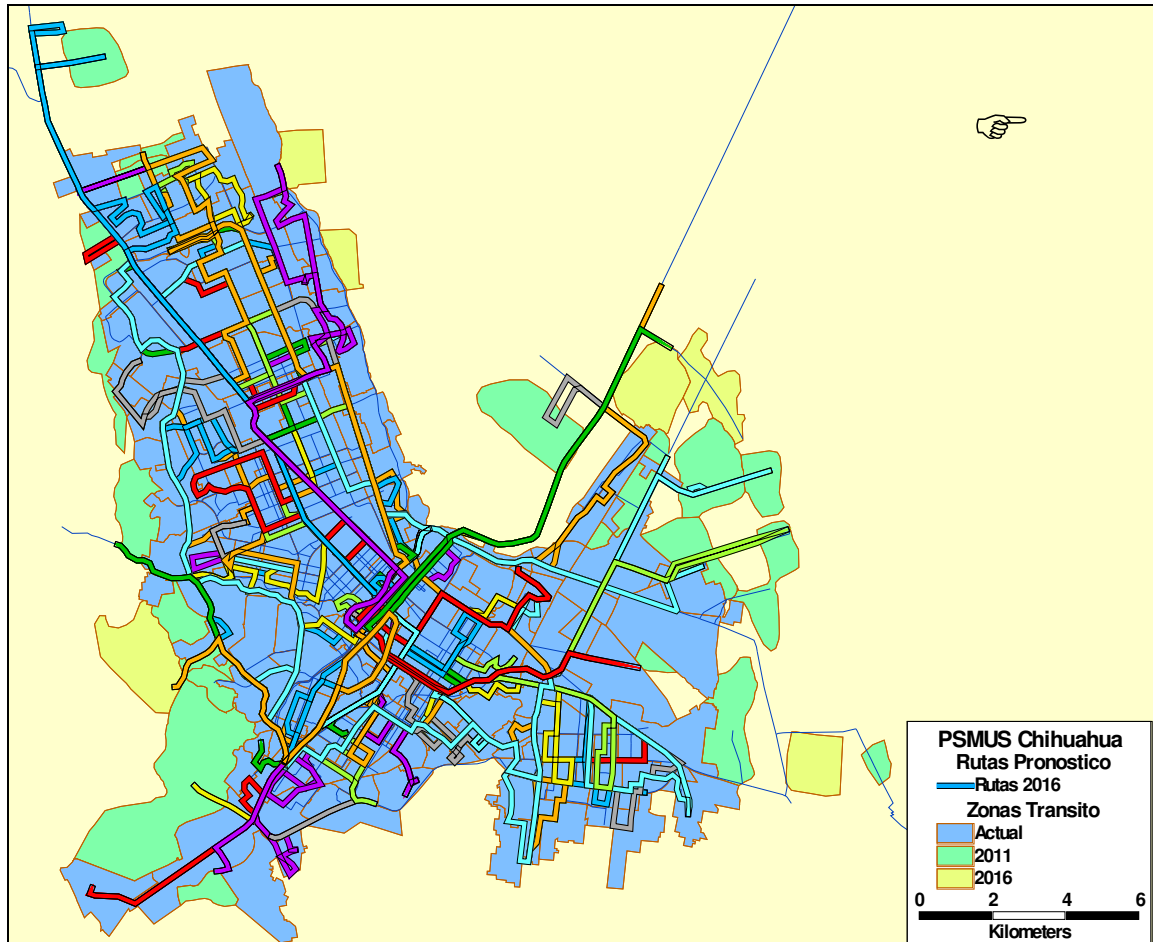 PSMUS Chihuahua
Rutas Pronostico
Rutas 2016
Zonas Transito
Actual
2011
2016
0 2 4 6
Kilometers